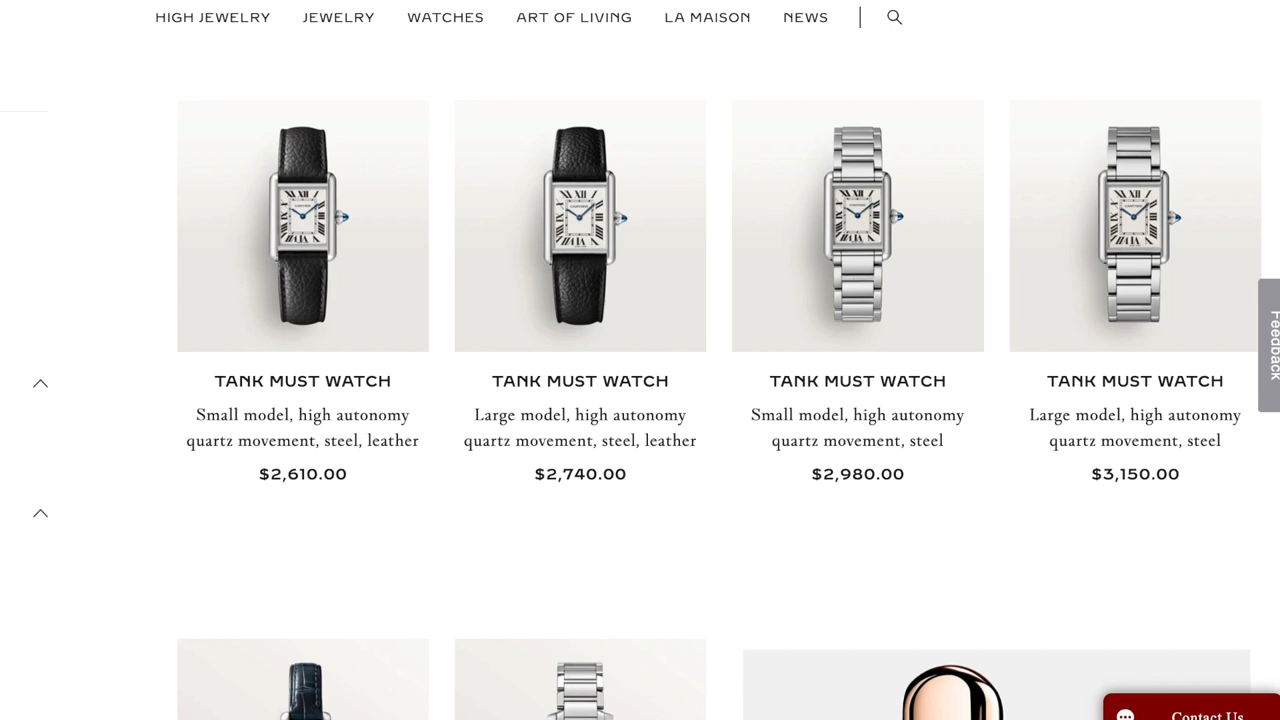 HIGH JEWELRY
JEWELRY
WATCHES
ART OF LIVING
LA MAISON
NEWS
TANK MUST WATCH
Small model, high autonomy
quartz movement, steel, leather
$2,610.00
TANK MUST WATCH
Large model, high autonomy
quartz movement, steel, leather
$2,740.00
TANK MUST WATCH
Small model, high autonomy
quartz movement, steel
$2,980.00
TANK MUST WATCH
Large model, high autonomy
quartz movement, steel
$3,150.00
Feedback
Contact Us